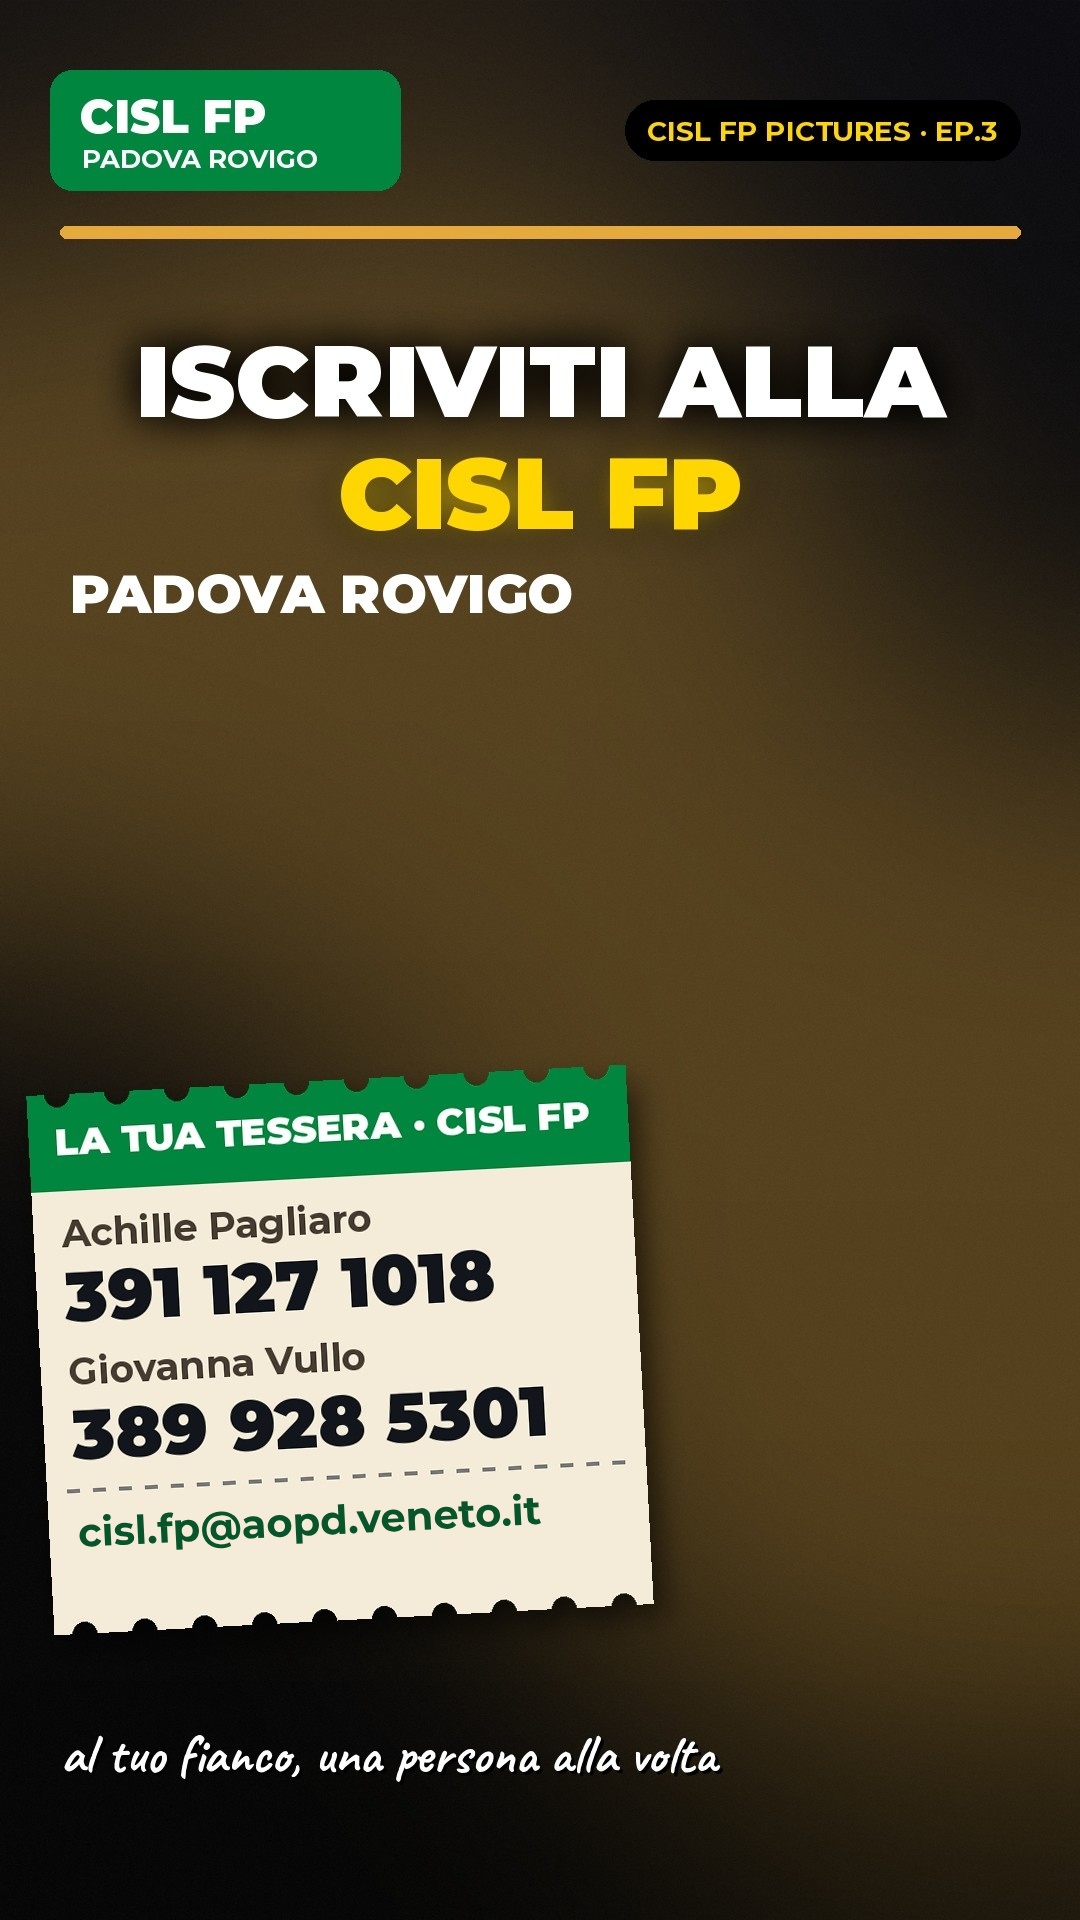 CISL FP
PADOVA ROVIGO
CISL FP PICTURES · EP.3
ISCRIVITI ALLA
CISL FP
PADOVA ROVIGO
LA TUA TESSERA · CISL FP
Achille Pagliaro
391 127 1018
Giovanna Vullo
389 928 5301
cisl.fp@aopd.veneto.it
al tuo fianco, una persona alla volta